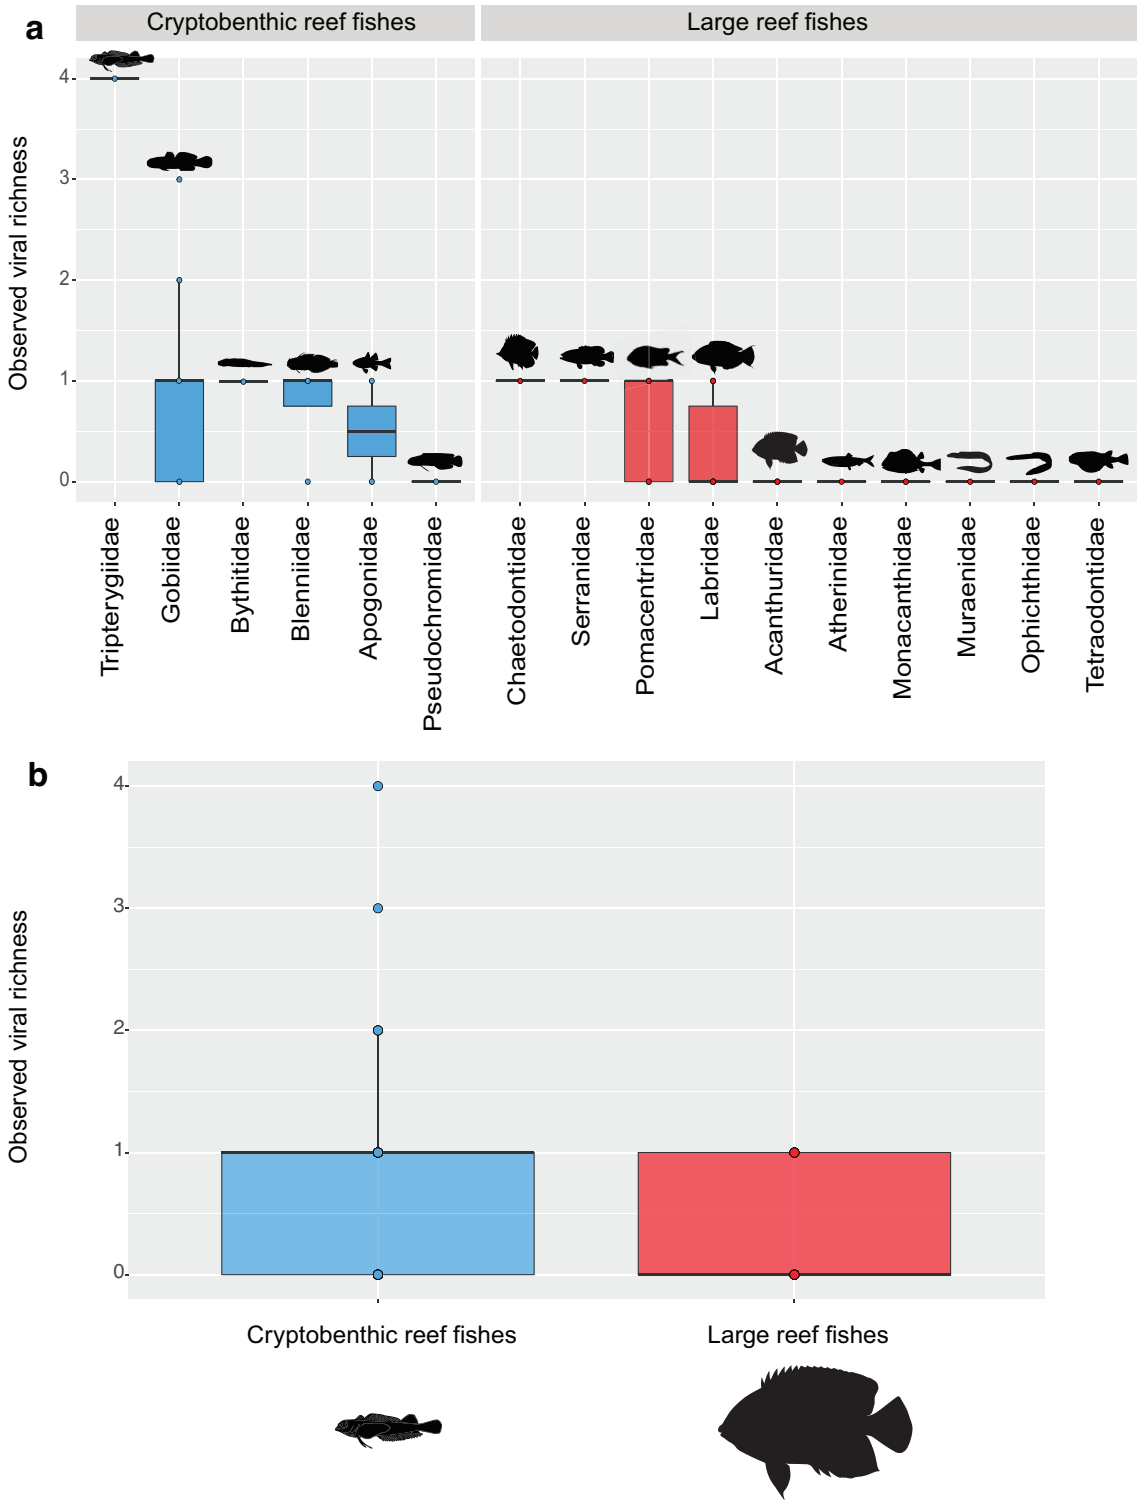 a
Cryptobenthic reef fishes
Large reef fishes
Observed viral richness
4
3
2
1
0
Tripterygiidae
Gobiidae
Bythitidae
Blenniidae
Apogonidae
Pseudochromidae
Chaetodontidae
Serranidae
Pomacentridae
Labridae
Acanthuridae
Atherinidae
Monacanthidae
Muraenidae
Ophichthidae
Tetraodontidae
b
Observed viral richness
4
3
2
1
0
Cryptobenthic reef fishes
Large reef fishes